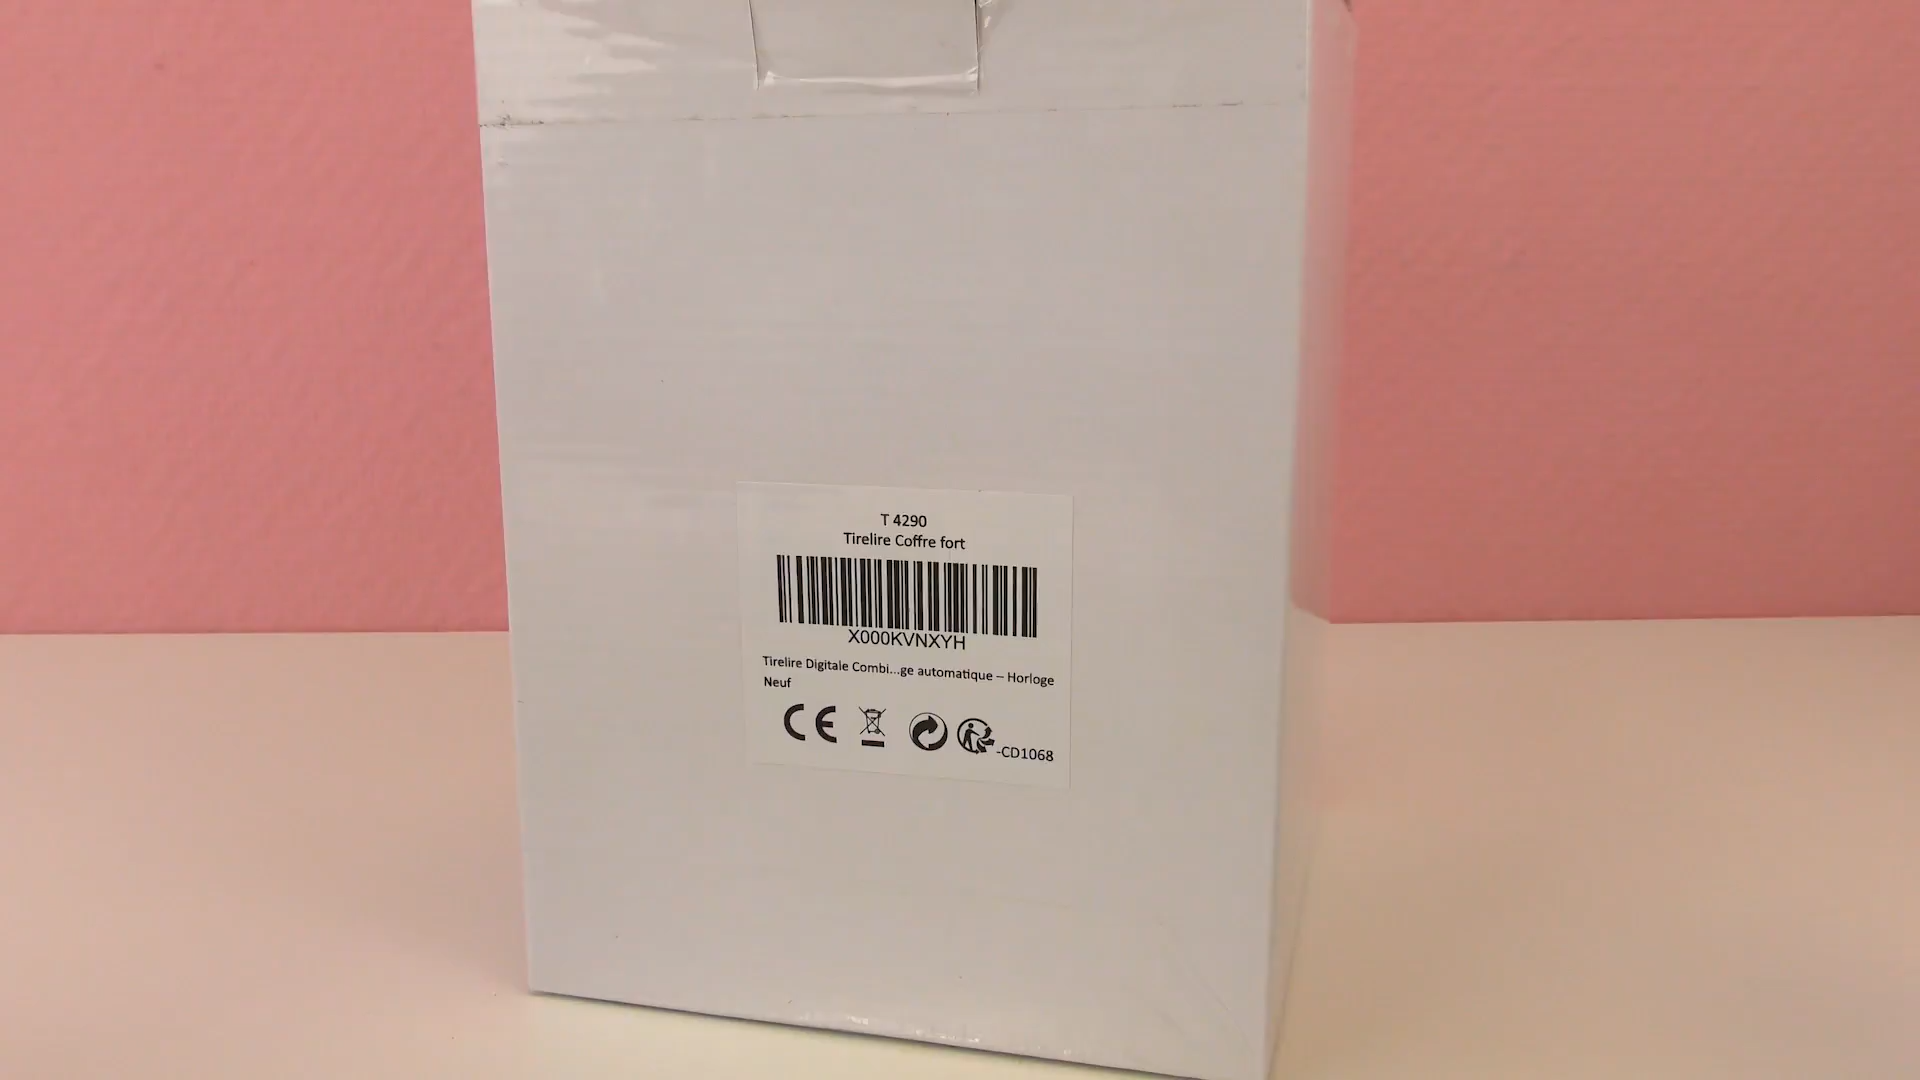 T 4290
Tirelire Coffre fort
X000KVNXYH
Tirelire Digitale Combi...ge automatique – Horloge
Neuf
CE
-CD1068